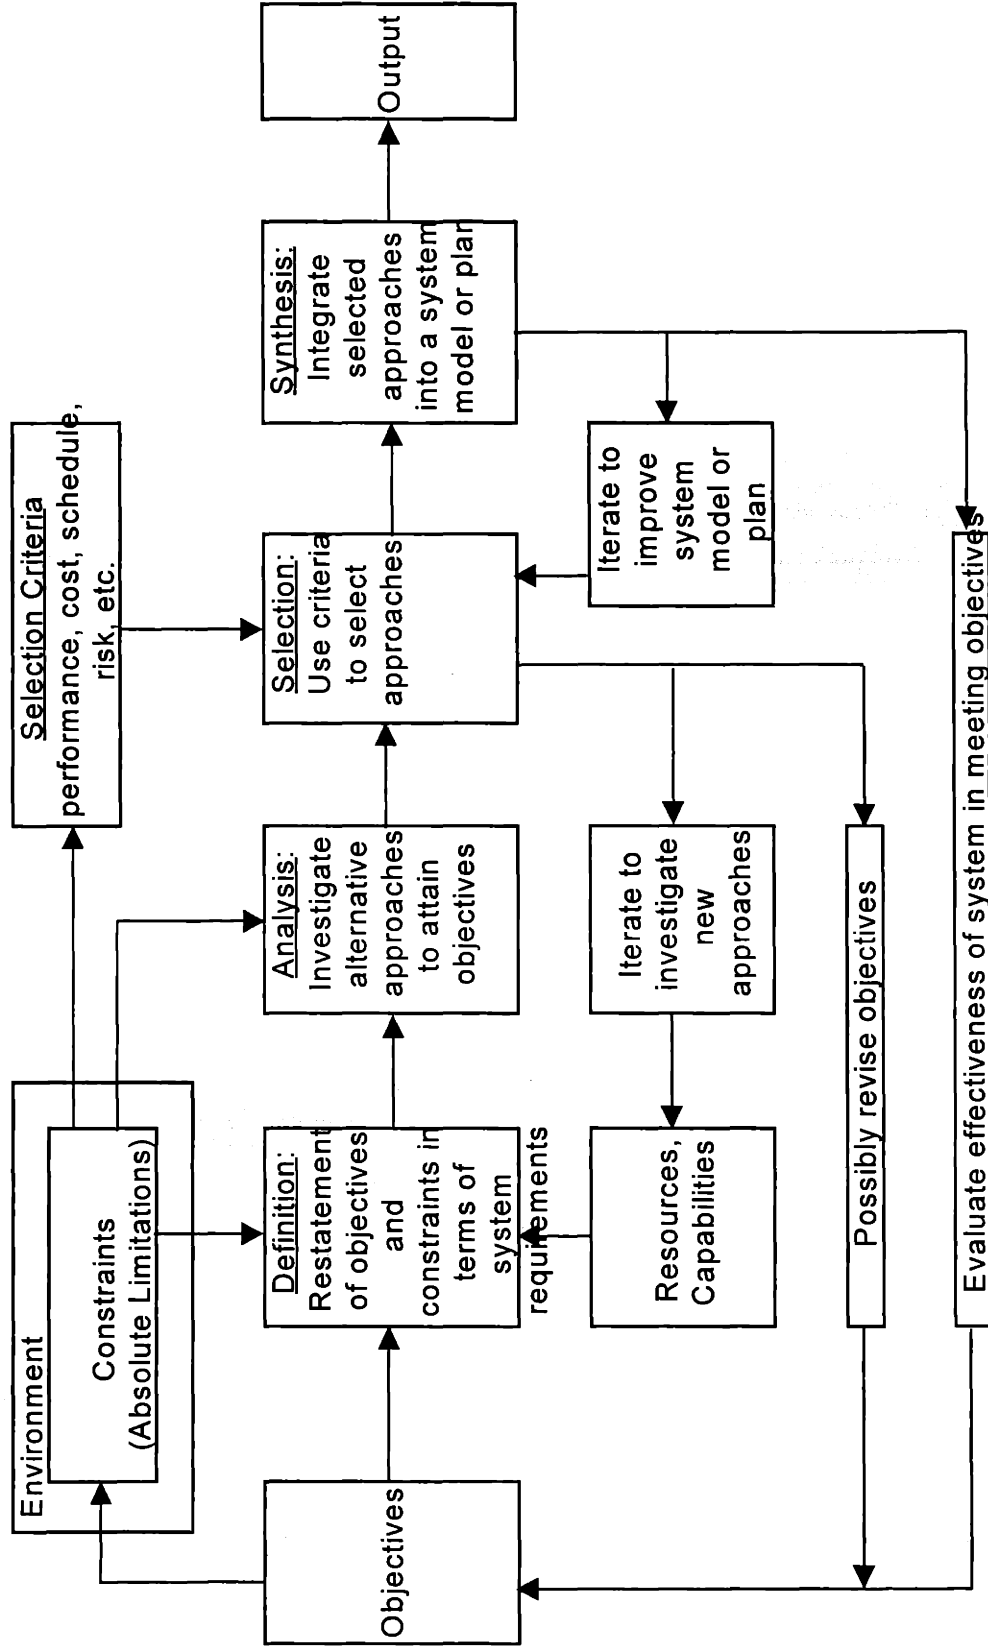 Environment
Constraints
(Absolute Limitations)
Selection Criteria
performance, cost, schedule,
risk, etc.
Objectives
Definition:
Restatement
of objectives
and
constraints in
terms of
system
requirements
Analysis:
Investigate
alternative
approaches
to attain
objectives
Selection:
Use criteria
to select
approaches
Synthesis:
Integrate
selected
approaches
into a system
model or plan
Output
Resources,
Capabilities
Iterate to
investigate
new
approaches
Iterate to
improve
system
model or
plan
Possibly revise objectives
Evaluate effectiveness of system in meeting objectives